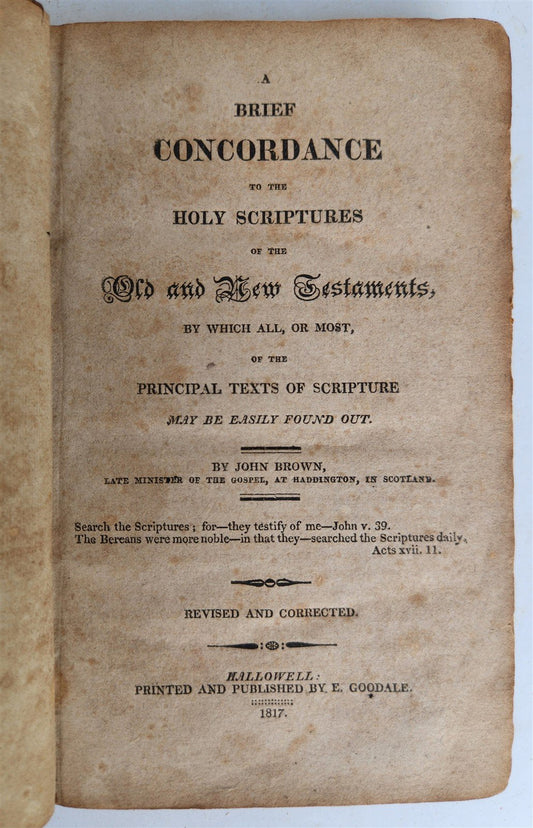 A
BRIEF
CONCORDANCE
TO THE
HOLY SCRIPTURES
OF THE
Old and New Testaments,
BY WHICH ALL, OR MOST,
OF THE
PRINCIPAL TEXTS OF SCRIPTURE
MAY BE EASILY FOUND OUT.
BY JOHN BROWN,
LATE MINISTER OF THE GOSPEL, AT HADDINGTON, IN SCOTLAND.
Search the Scriptures; for—they testify of me—John v. 39.
The Bereans were more noble—in that they—searched the Scriptures daily,
Acts xvii. 11.
REVISED AND CORRECTED.
HALLOWELL:
PRINTED AND PUBLISHED BY E. GOODALE.
1817.